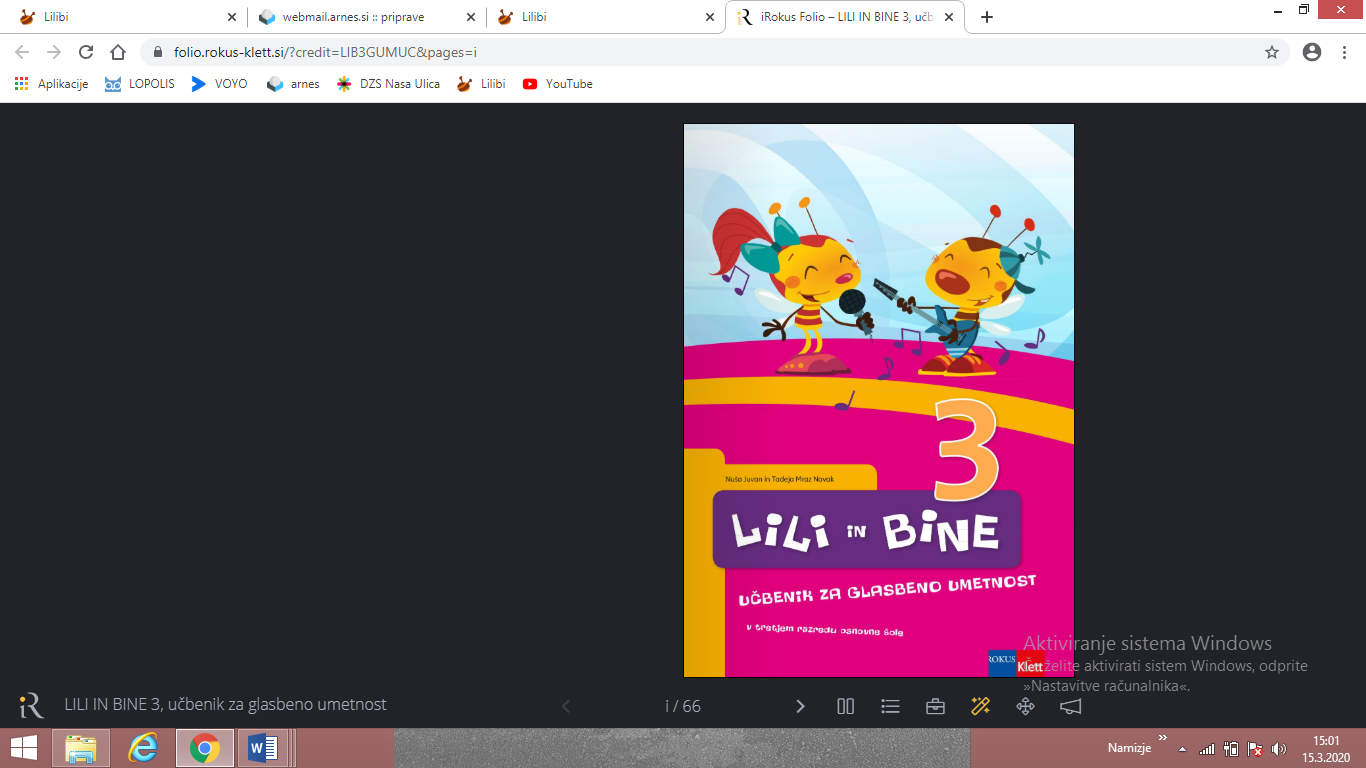 Lilibi
webmail.arnes.si :: priprave
Lilibi
iRokus Folio – LILI IN BINE 3, učb
folio.rokus-klett.si/?credit=LIB3GUMUC&pages=i
Aplikacije
LOPOLIS
VOYO
arnes
DZS Nasa Ulica
Lilibi
YouTube
3
Nuša Juvan in Tadeja Mraz Novak
LILI IN BINE
UČBENIK ZA GLASBENO UMETNOST
v tretjem razredu osnovne šole
ROKUS
Klett
Aktiviranje sistema Windows
želite aktivirati sistem Windows, odprite
»Nastavitve računalnika«.
iR
LILI IN BINE 3, učbenik za glasbeno umetnost
i / 66
Namizje
15:01
15.3.2020